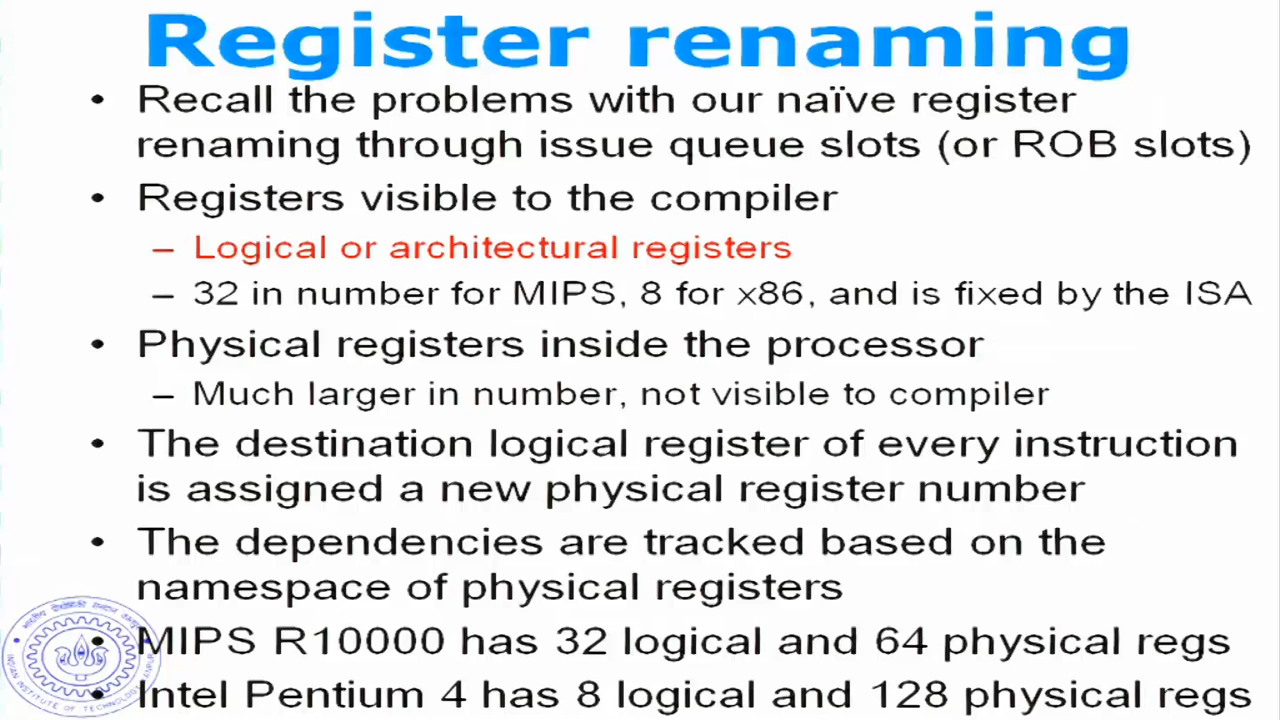 Register renaming
• Recall the problems with our naïve register
renaming through issue queue slots (or ROB slots)
• Registers visible to the compiler
– Logical or architectural registers
– 32 in number for MIPS, 8 for x86, and is fixed by the ISA
• Physical registers inside the processor
– Much larger in number, not visible to compiler
• The destination logical register of every instruction
is assigned a new physical register number
• The dependencies are tracked based on the
namespace of physical registers
• MIPS R10000 has 32 logical and 64 physical regs
• Intel Pentium 4 has 8 logical and 128 physical regs
INDIAN INSTITUTE OF TECHNOLOGY